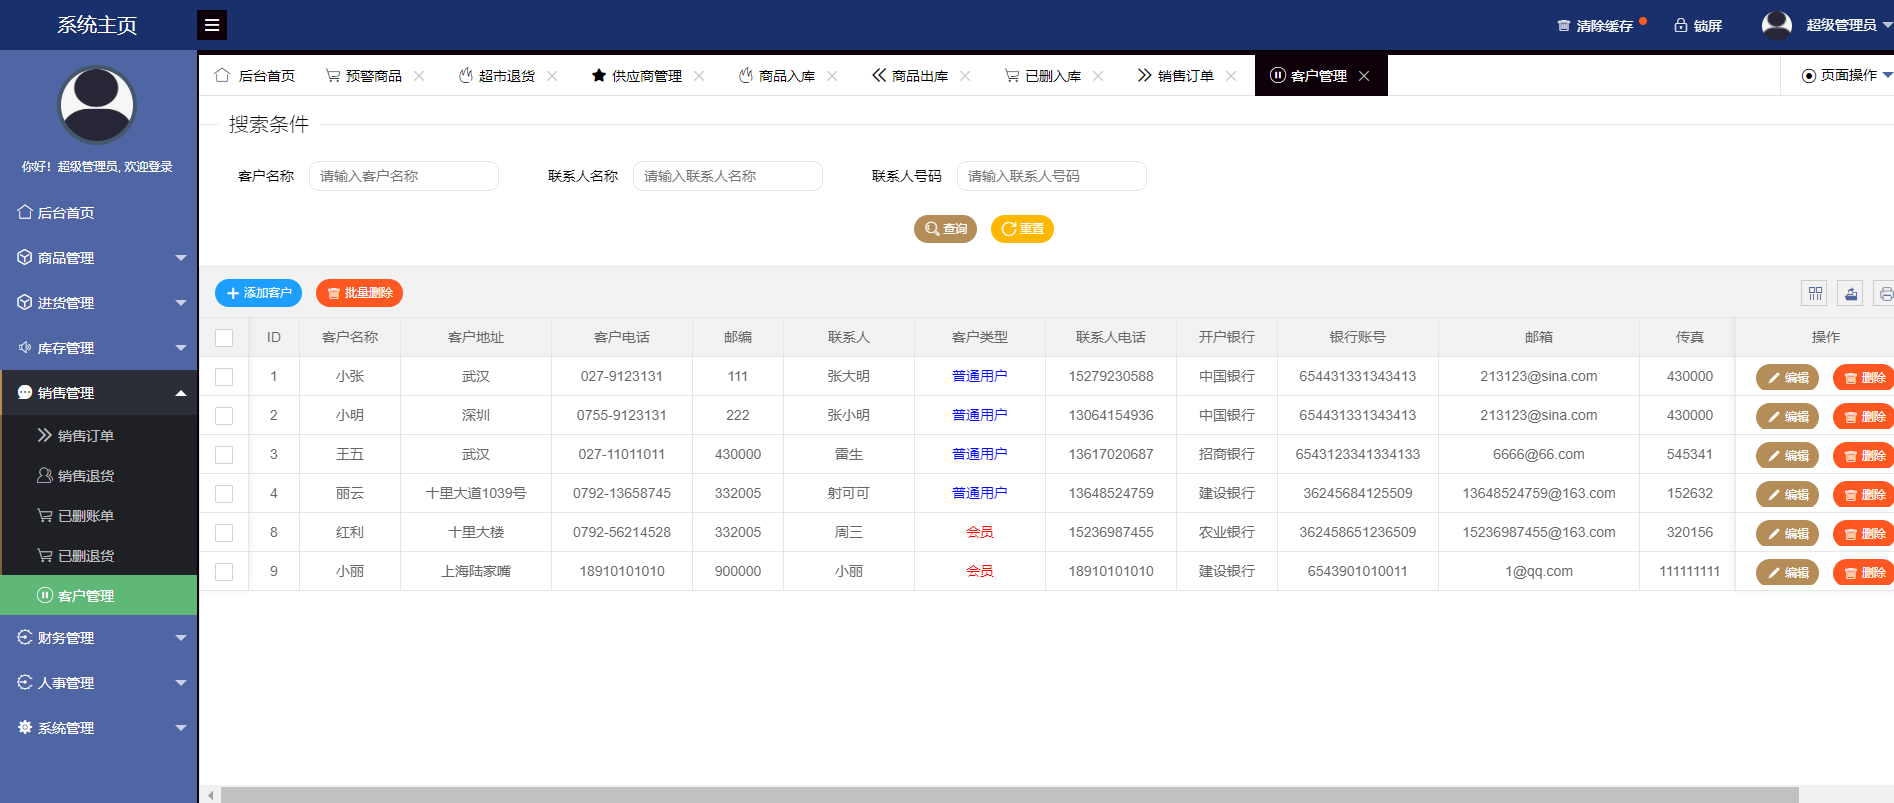 系统主页
清除缓存 锁屏 超级管理员
你好！超级管理员, 欢迎登录
后台首页
商品管理
进货管理
库存管理
销售管理
销售订单
销售退货
已删账单
已删退货
客户管理
财务管理
人事管理
系统管理
后台首页 预警商品 超市退货 供应商管理 商品入库 商品出库 已删入库 销售订单 客户管理 页面操作
搜索条件
客户名称 请输入客户名称 联系人名称 请输入联系人名称 联系人号码 请输入联系人号码
查询 重置
添加客户 批量删除
ID 客户名称 客户地址 客户电话 邮编 联系人 客户类型 联系人电话 开户银行 银行账号 邮箱 传真 操作
1 小张 武汉 027-9123131 111 张大明 普通用户 15279230588 中国银行 654431331343413 213123@sina.com 430000 编辑 删除
2 小明 深圳 0755-9123131 222 张小明 普通用户 13064154936 中国银行 654431331343413 213123@sina.com 430000 编辑 删除
3 王五 武汉 027-11011011 430000 雷生 普通用户 13617020687 招商银行 6543123341334133 6666@66.com 545341 编辑 删除
4 丽云 十里大道1039号 0792-13658745 332005 射可可 普通用户 13648524759 建设银行 36245684125509 13648524759@163.com 152632 编辑 删除
8 红利 十里大楼 0792-56214528 332005 周三 会员 15236987455 农业银行 362458651236509 15236987455@163.com 320156 编辑 删除
9 小丽 上海陆家嘴 18910101010 900000 小丽 会员 18910101010 建设银行 6543901010011 1@qq.com 111111111 编辑 删除